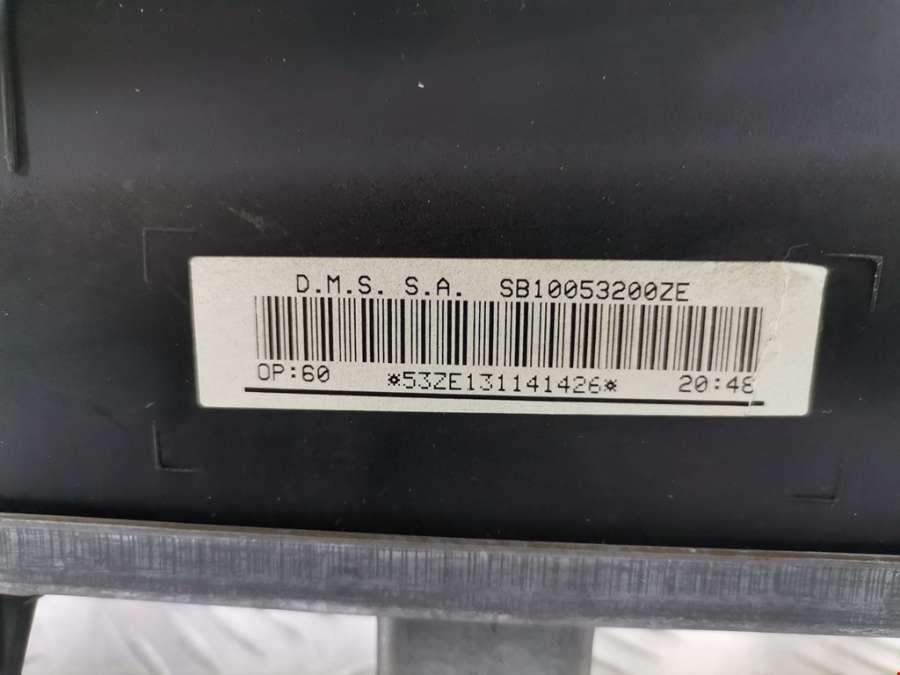 D.M.S. S.A. SB10053200ZE
OP:60 *53ZE131141426* 20:48